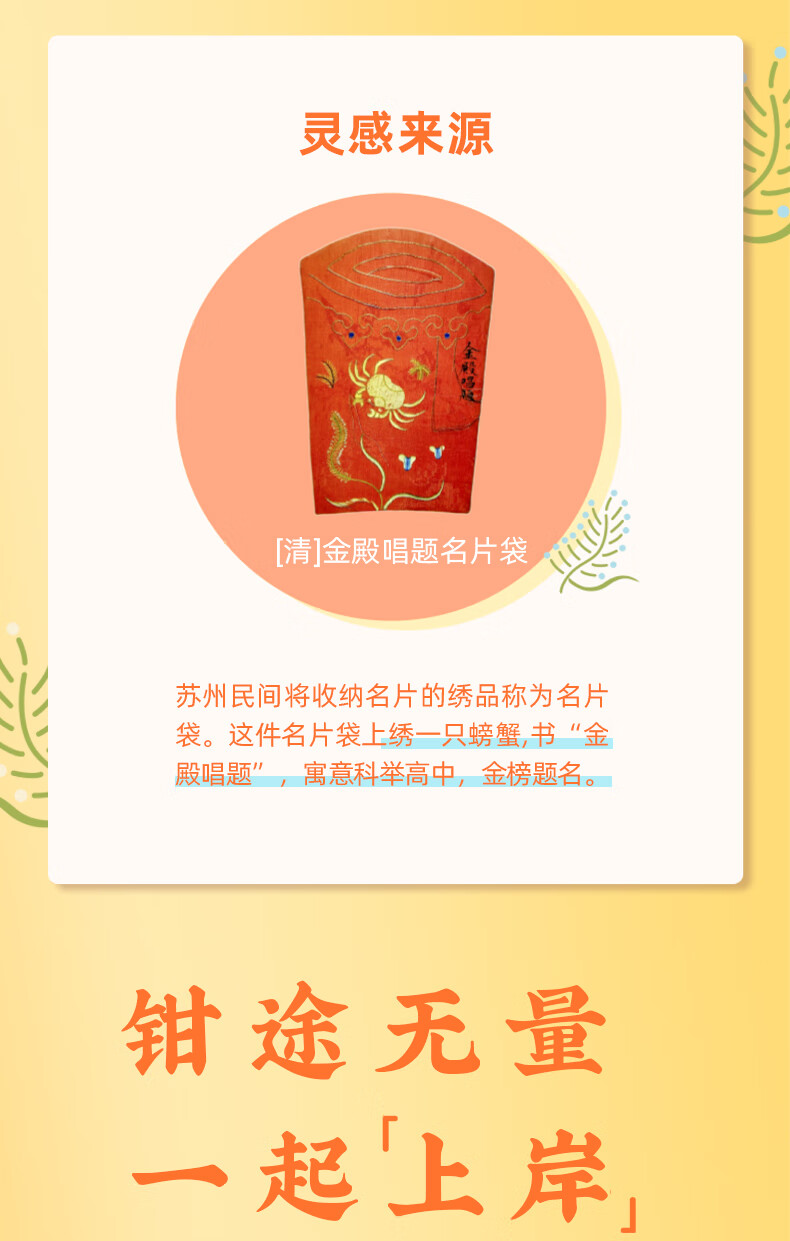 灵感来源
金殿唱题
[清]金殿唱题名片袋
苏州民间将收纳名片的绣品称为名片
袋。这件名片袋上绣一只螃蟹,书“金
殿唱题”，寓意科举高中，金榜题名。
钳途无量
一起「上岸」